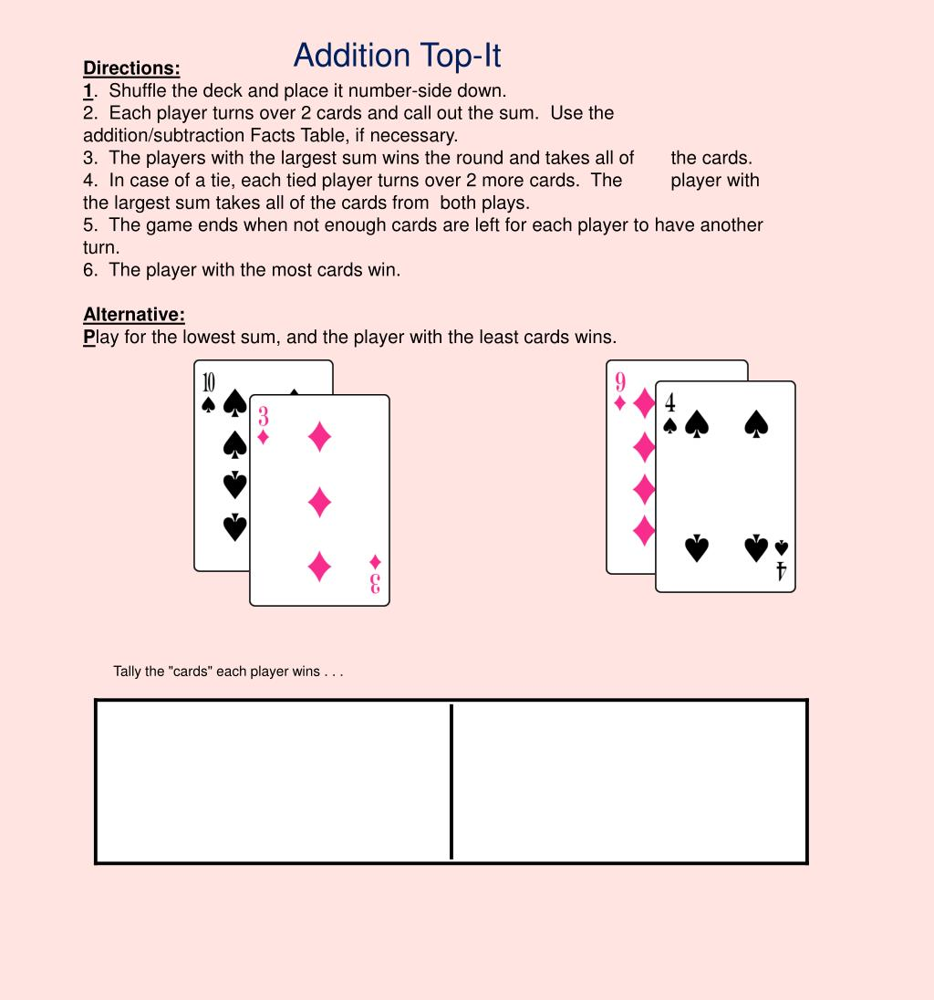 Addition Top-It
Directions:
1.  Shuffle the deck and place it number-side down.
2.  Each player turns over 2 cards and call out the sum.  Use the
addition/subtraction Facts Table, if necessary.
3.  The players with the largest sum wins the round and takes all of the cards.
4.  In case of a tie, each tied player turns over 2 more cards.  The player with
the largest sum takes all of the cards from  both plays.
5.  The game ends when not enough cards are left for each player to have another
turn.
6.  The player with the most cards win.
Alternative:
Play for the lowest sum, and the player with the least cards wins.
10
3
3
9
4
4
Tally the "cards" each player wins . . .